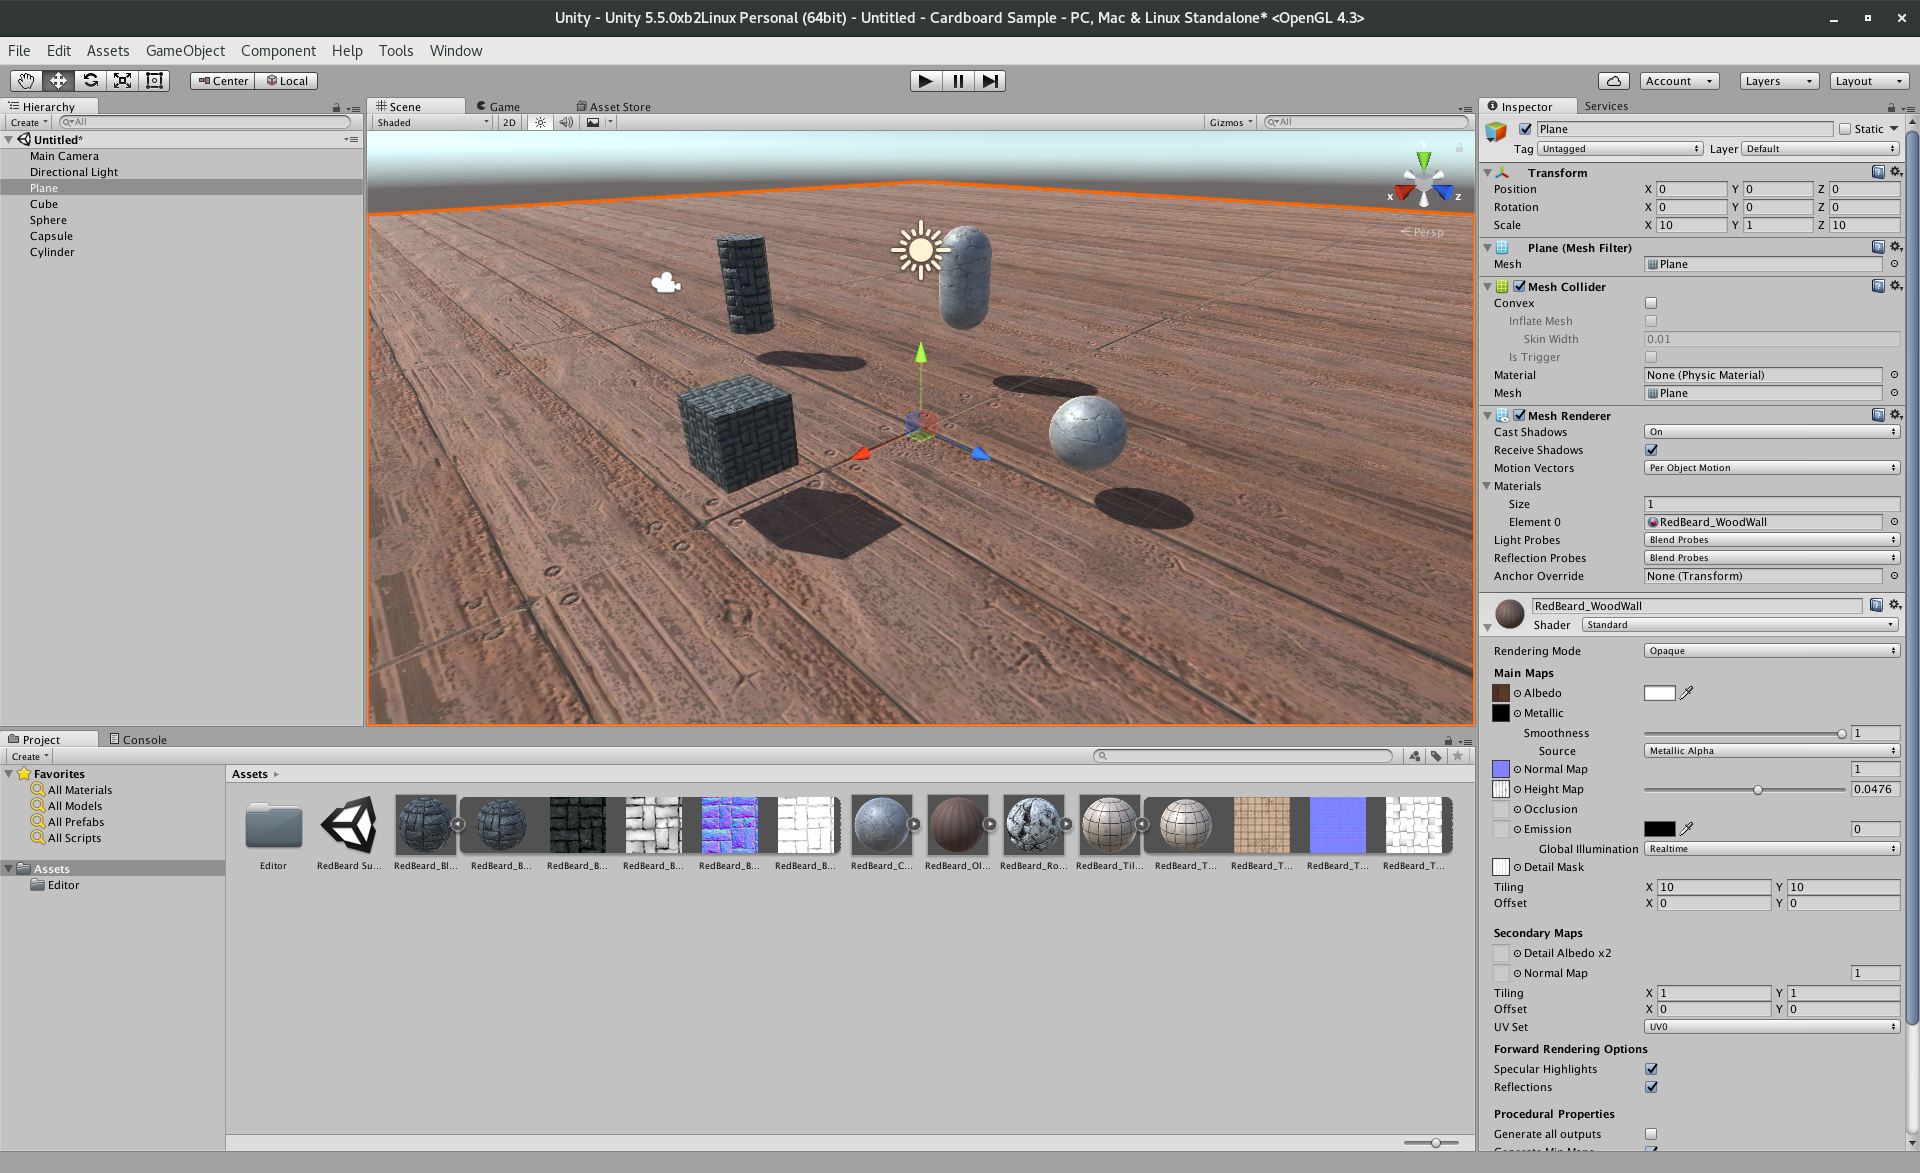 Unity - Unity 5.5.0xb2Linux Personal (64bit) - Untitled - Cardboard Sample - PC, Mac & Linux Standalone* <OpenGL 4.3>
File Edit Assets GameObject Component Help Tools Window
Center Local Account Layers Layout
Hierarchy
Create All
Untitled*
Main Camera
Directional Light
Plane
Cube
Sphere
Capsule
Cylinder
Scene Game Asset Store
Shaded 2D Gizmos All
y
x z
Persp
Inspector Services
Plane Static
Tag Untagged Layer Default
Transform
Position X 0 Y 0 Z 0
Rotation X 0 Y 0 Z 0
Scale X 10 Y 1 Z 10
Plane (Mesh Filter)
Mesh Plane
Mesh Collider
Convex
Inflate Mesh
Skin Width 0.01
Is Trigger
Material None (Physic Material)
Mesh Plane
Mesh Renderer
Cast Shadows On
Receive Shadows
Motion Vectors Per Object Motion
Materials
Size 1
Element 0 RedBeard_WoodWall
Light Probes Blend Probes
Reflection Probes Blend Probes
Anchor Override None (Transform)
RedBeard_WoodWall
Shader Standard
Rendering Mode Opaque
Main Maps
Albedo
Metallic
Smoothness 1
Source Metallic Alpha
Normal Map 1
Height Map 0.0476
Occlusion
Emission 0
Global Illumination Realtime
Detail Mask
Tiling X 10 Y 10
Offset X 0 Y 0
Secondary Maps
Detail Albedo x2
Normal Map 1
Tiling X 1 Y 1
Offset X 0 Y 0
UV Set UV0
Forward Rendering Options
Specular Highlights
Reflections
Procedural Properties
Generate all outputs
Project Console
Create
Favorites
All Materials
All Models
All Prefabs
All Scripts
Assets
Editor
Assets
Editor RedBeard Su... RedBeard_Bl... RedBeard_B... RedBeard_B... RedBeard_B... RedBeard_B... RedBeard_B... RedBeard_C... RedBeard_Ol... RedBeard_Ro... RedBeard_Til... RedBeard_T... RedBeard_T... RedBeard_T... RedBeard_T...